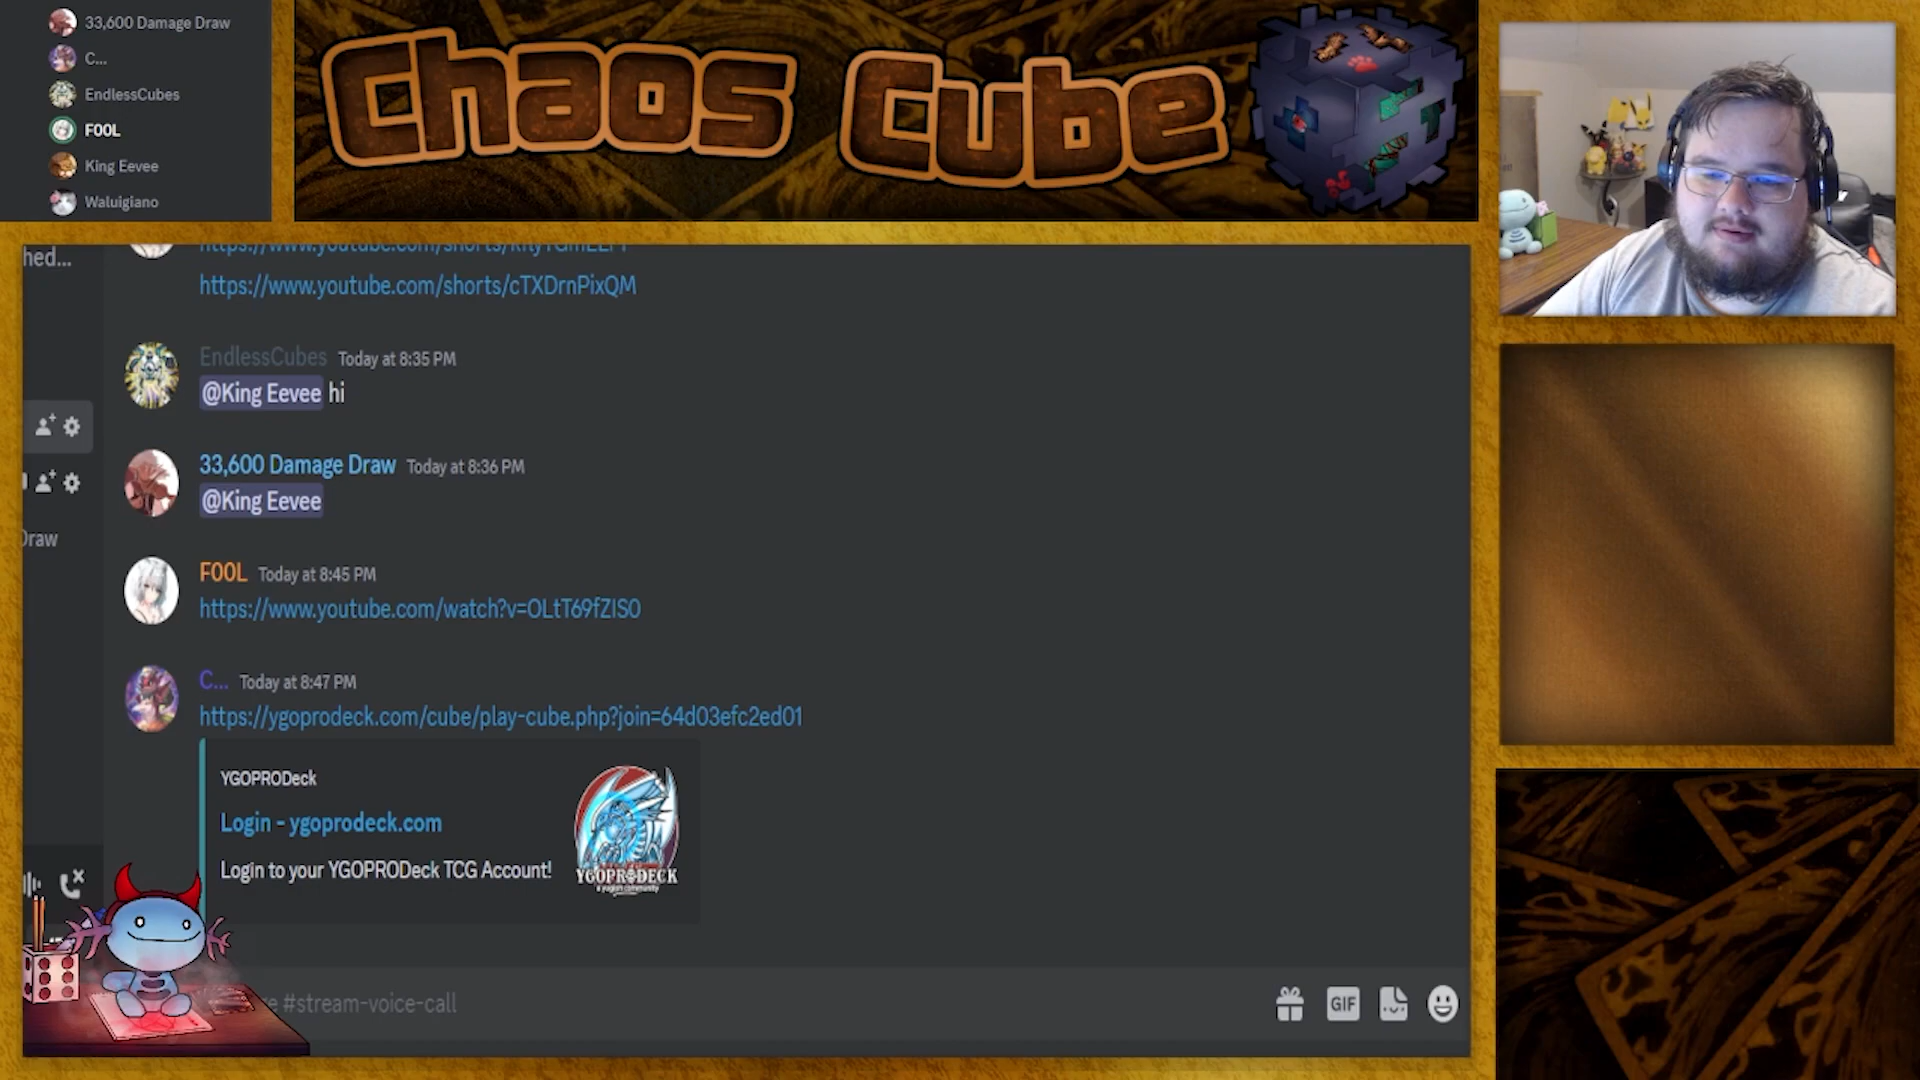 33,600 Damage Draw
C...
EndlessCubes
FOOL
King Eevee
Waluigiano
Chaos Cube
hed...
https://www.youtube.com/shorts/cTXDrnPixQM
EndlessCubes Today at 8:35 PM
@King Eevee hi
33,600 Damage Draw Today at 8:36 PM
@King Eevee
Draw
FOOL Today at 8:45 PM
https://www.youtube.com/watch?v=OLtT69fZIS0
C... Today at 8:47 PM
https://ygoprodeck.com/cube/play-cube.php?join=64d03efc2ed01
YGOPRODeck
Login - ygoprodeck.com
Login to your YGOPRODeck TCG Account!
YGOPRODECK
a yugioh community
#stream-voice-call
GIF